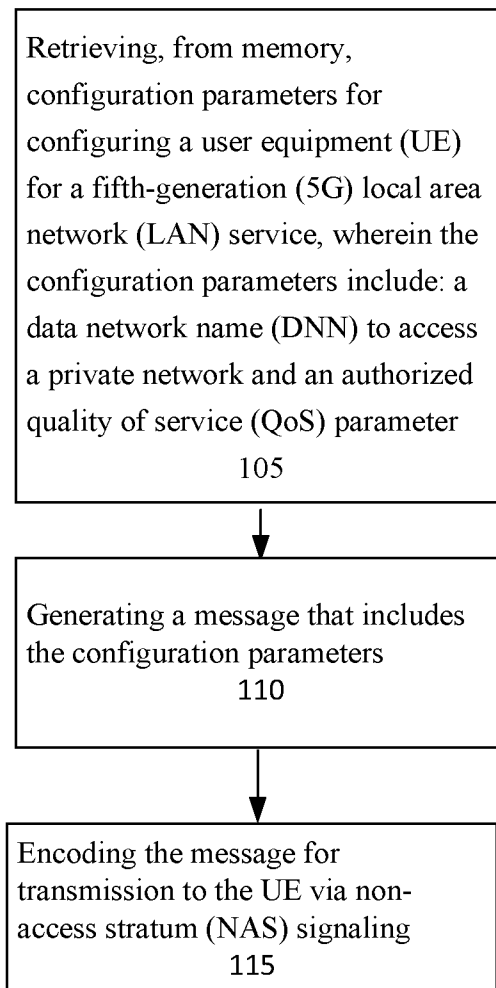 Retrieving, from memory,
configuration parameters for
configuring a user equipment (UE)
for a fifth-generation (5G) local area
network (LAN) service, wherein the
configuration parameters include: a
data network name (DNN) to access
a private network and an authorized
quality of service (QoS) parameter
105
Generating a message that includes
the configuration parameters
110
Encoding the message for
transmission to the UE via non-
access stratum (NAS) signaling
115